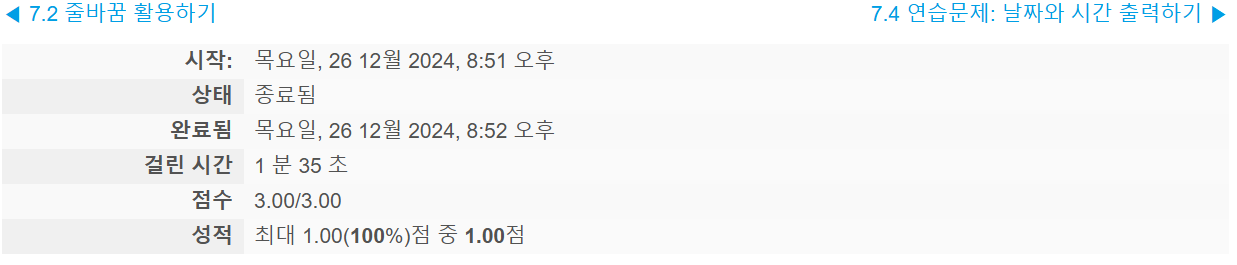 ◀ 7.2 줄바꿈 활용하기
7.4 연습문제: 날짜와 시간 출력하기 ▶
시작: 목요일, 26 12월 2024, 8:51 오후
상태 종료됨
완료됨 목요일, 26 12월 2024, 8:52 오후
걸린 시간 1 분 35 초
점수 3.00/3.00
성적 최대 1.00(100%)점 중 1.00점